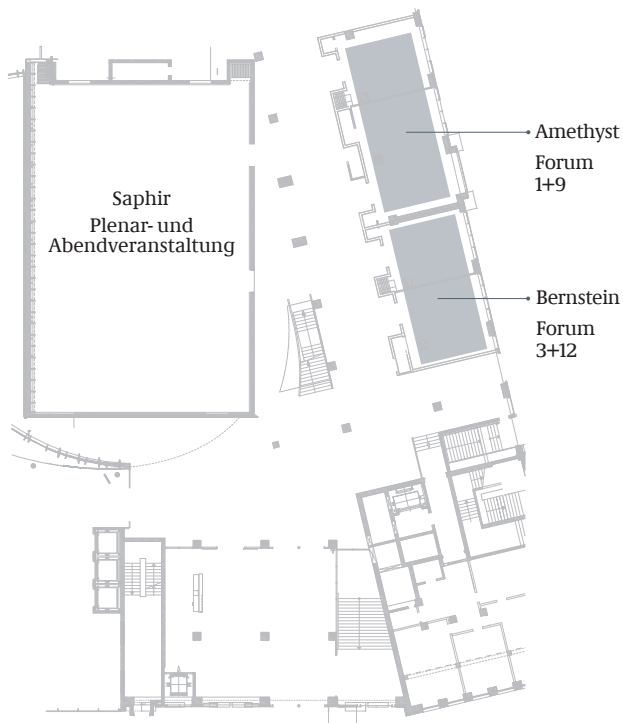 Saphir
Plenar- und
Abendveranstaltung
Amethyst
Forum
1+9
Bernstein
Forum
3+12